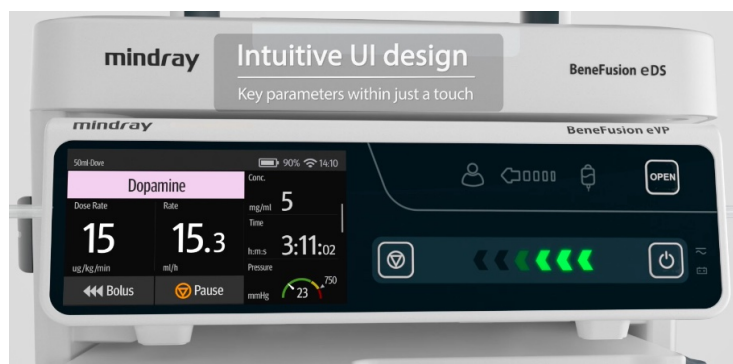 mindray
Intuitive UI design
Key parameters within just a touch
BeneFusion eDS
mindray
BeneFusion eVP
50ml-Dove
90% 14:10
Dopamine
Dose Rate
15
ug/kg/min
Rate
15.3
ml/h
Conc.
mg/ml 5
Time
h:m:s 3:11:02
Pressure
mmHg 23 750
Bolus
Pause
OPEN